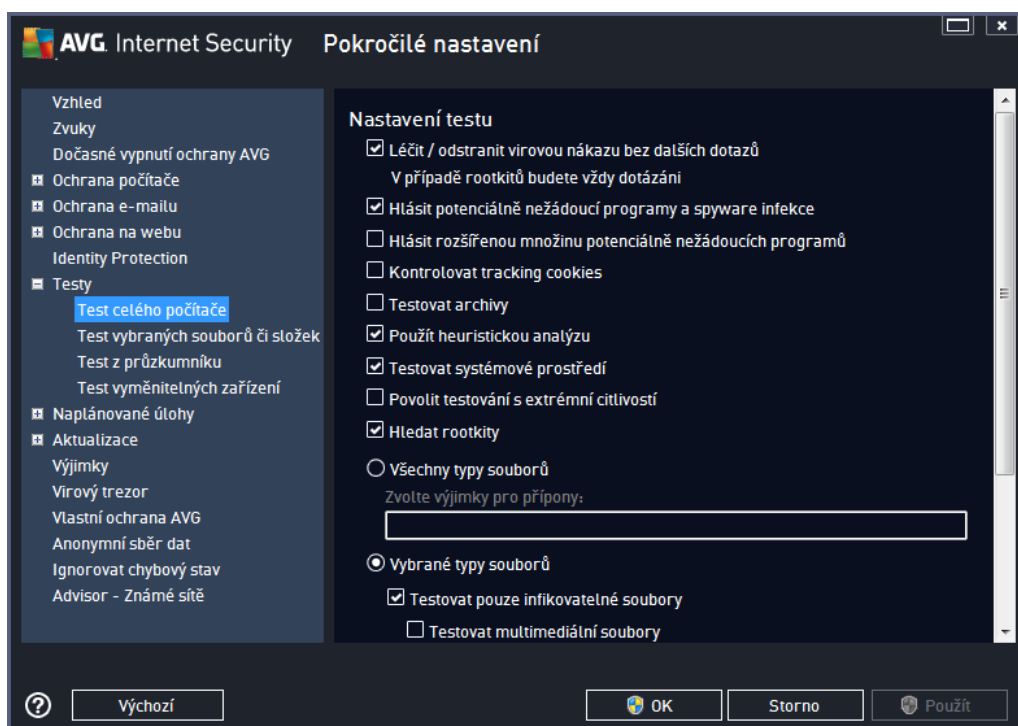 AVG. Internet Security Pokročilé nastavení
Vzhled
Zvuky
Dočasné vypnutí ochrany AVG
Ochrana počítače
Ochrana e-mailu
Ochrana na webu
Identity Protection
Testy
Test celého počítače
Test vybraných souborů či složek
Test z průzkumníku
Test vyměnitelných zařízení
Naplánované úlohy
Aktualizace
Výjimky
Virový trezor
Vlastní ochrana AVG
Anonymní sběr dat
Ignorovat chybový stav
Advisor - Známé sítě
Nastavení testu
Léčit / odstranit virovou nákazu bez dalších dotazů
V případě rootkitů budete vždy dotázáni
Hlásit potenciálně nežádoucí programy a spyware infekce
Hlásit rozšířenou množinu potenciálně nežádoucích programů
Kontrolovat tracking cookies
Testovat archivy
Použít heuristickou analýzu
Testovat systémové prostředí
Povolit testování s extrémní citlivostí
Hledat rootkity
Všechny typy souborů
Zvolte výjimky pro přípony:
Vybrané typy souborů
Testovat pouze infikovatelné soubory
Testovat multimediální soubory
Výchozí
OK
Storno
Použít